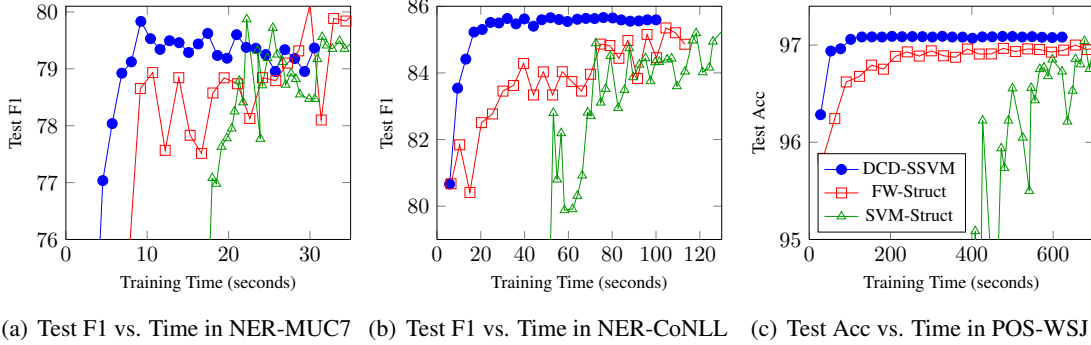 80
79
78
77
76
0
10
20
30
Test F1
Training Time (seconds)
86
84
82
80
0
20
40
60
80
100
120
Test F1
Training Time (seconds)
97
96
95
0
200
400
600
Test Acc
Training Time (seconds)
DCD-SSVM
FW-Struct
SVM-Struct
(a) Test F1 vs. Time in NER-MUC7
(b) Test F1 vs. Time in NER-CoNLL
(c) Test Acc vs. Time in POS-WSJ